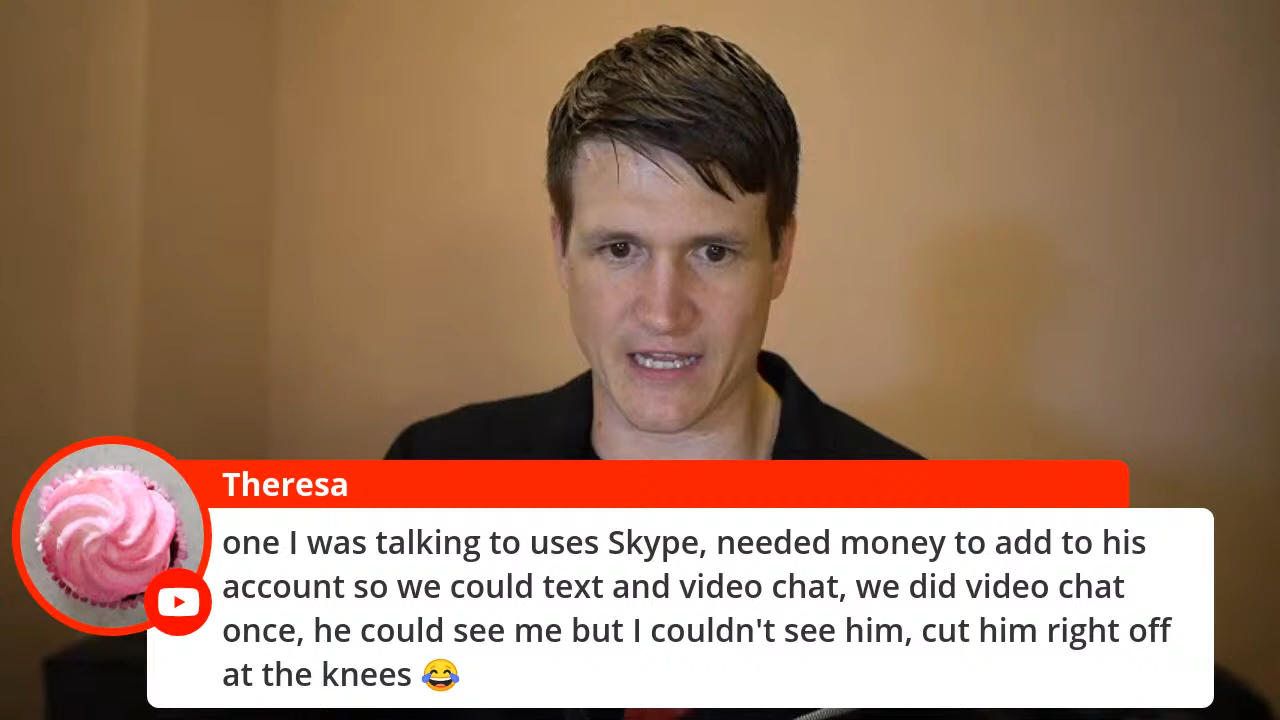 Theresa
one I was talking to uses Skype, needed money to add to his
account so we could text and video chat, we did video chat
once, he could see me but I couldn't see him, cut him right off
at the knees 😂